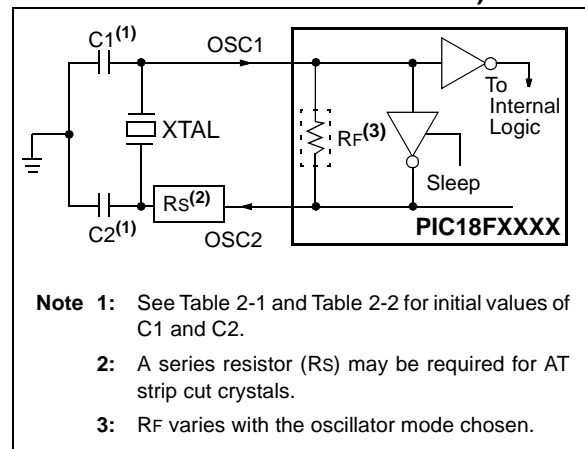 C1(1)
OSC1
To
Internal
Logic
XTAL
RF(3)
Sleep
RS(2)
C2(1)
OSC2
PIC18FXXXX
Note 1: See Table 2-1 and Table 2-2 for initial values of
C1 and C2.
2: A series resistor (RS) may be required for AT
strip cut crystals.
3: RF varies with the oscillator mode chosen.